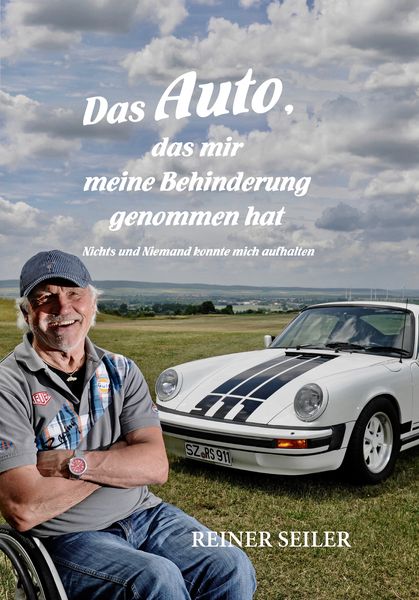 Das Auto,
das mir
meine Behinderung
genommen hat
Nichts und Niemand konnte mich aufhalten
SZ RS 911
REINER SEILER